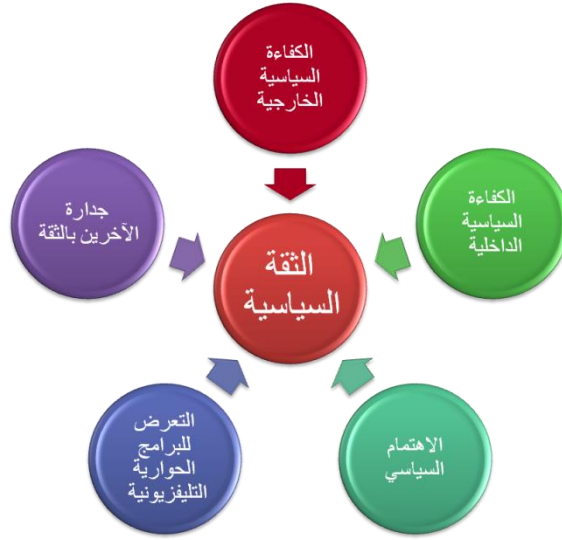 الكفاءة
السياسية
الخارجية
الكفاءة
السياسية
الداخلية
جدارة
الآخرين بالثقة
الثقة
السياسية
الاهتمام
السياسي
التعرض
للبرامج
الحوارية
التليفزيونية